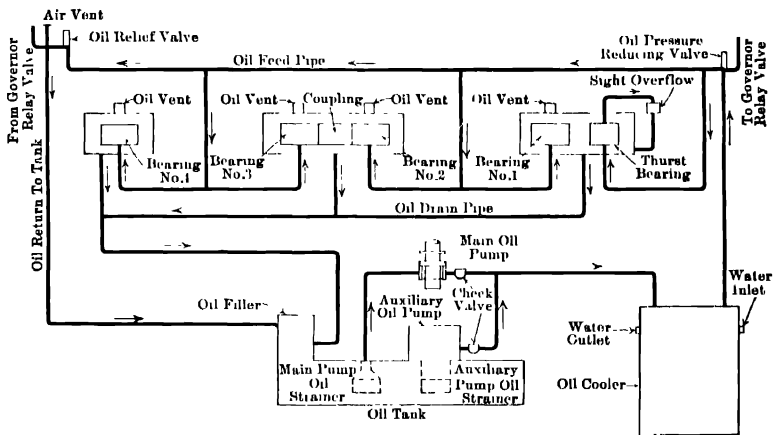 Air Vent
Oil Relief Valve
From Governor
Relay Valve
Oil Feed Pipe
Oil Pressure
Reducing Valve
Sight Overflow
To Governor
Relay Valve
Oil Vent
Oil Vent
Coupling
Oil Vent
Oil Vent
Bearing
No.4
Bearing
No.3
Bearing
No.2
Bearing
No.1
Thurst
Bearing
Oil Return To Tank
Oil Drain Pipe
Main Oil
Pump
Oil Filler
Auxiliary
Oil Pump
Check
Valve
Water
Inlet
Water
Outlet
Main Pump
Oil
Strainer
Auxiliary
Pump Oil
Strainer
Oil Cooler
Oil Tank